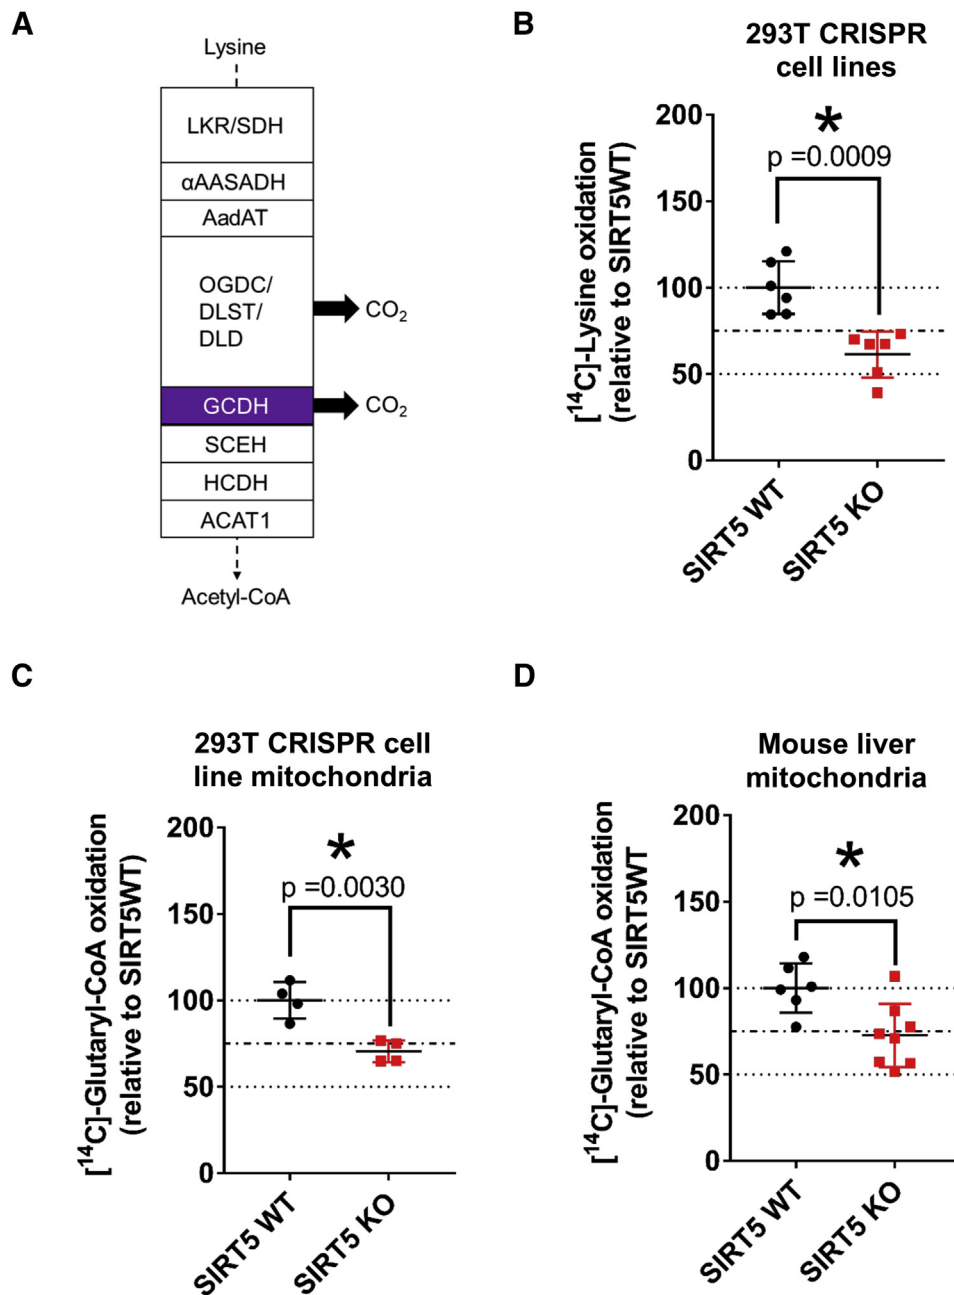 A
Lysine
LKR/SDH
αAASADH
AadAT
OGDC/
DLST/
DLD
CO₂
GCDH
CO₂
SCEH
HCDH
ACAT1
Acetyl-CoA
B
293T CRISPR
cell lines
[¹⁴C]-Lysine oxidation
(relative to SIRT5WT)
200
150
100
50
0
*
p =0.0009
SIRT5 WT
SIRT5 KO
C
293T CRISPR cell
line mitochondria
[¹⁴C]-Glutaryl-CoA oxidation
(relative to SIRT5WT)
200
150
100
50
0
*
p =0.0030
SIRT5 WT
SIRT5 KO
D
Mouse liver
mitochondria
[¹⁴C]-Glutaryl-CoA oxidation
(relative to SIRT5WT
200
150
100
50
0
*
p =0.0105
SIRT5 WT
SIRT5 KO